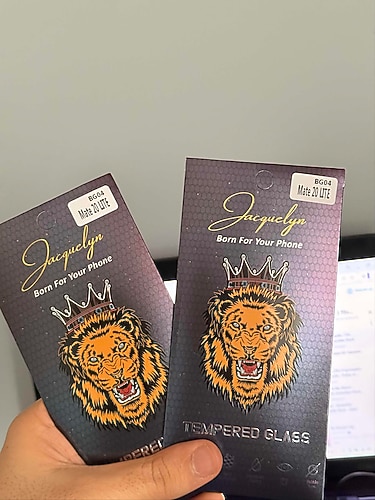 BG04
Mate 20 LITE
Jacquelyn
Born For Your Phone
BG04
Mate 20 LITE
Jacquelyn
Born For Your Phone
TEMPERED GLASS